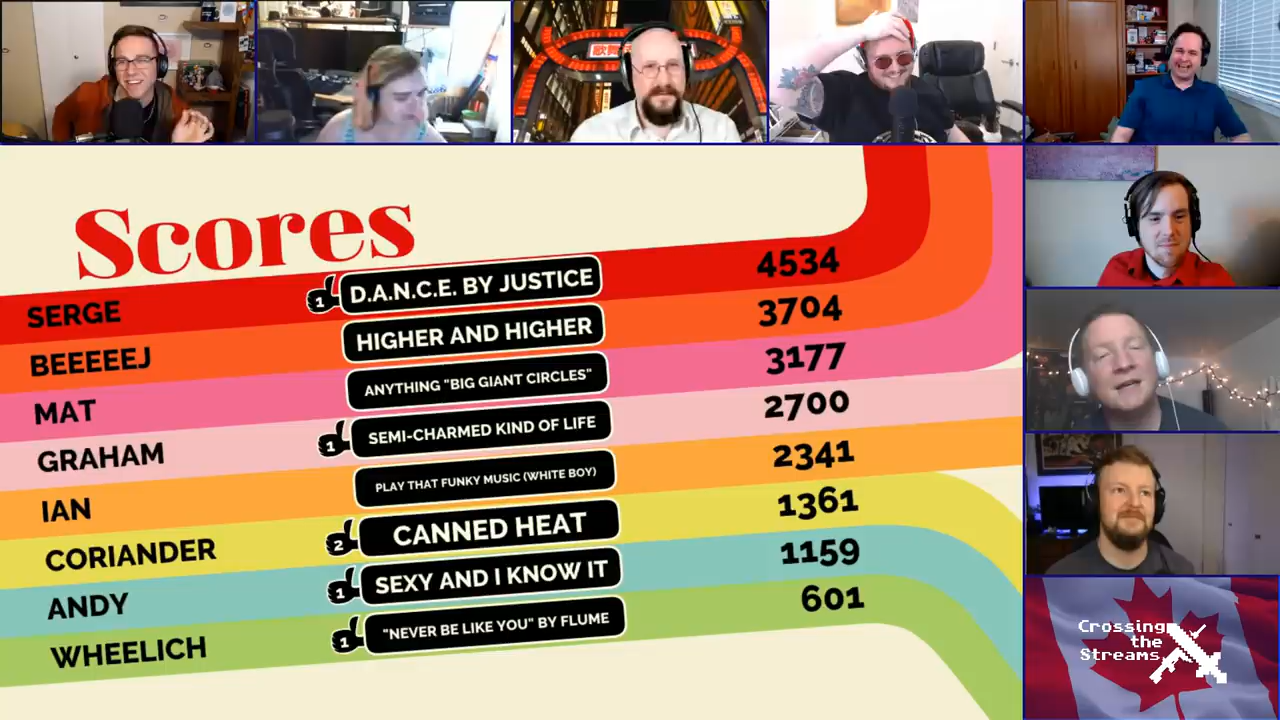 歌舞
Scores
SERGE 1 D.A.N.C.E. BY JUSTICE 4534
BEEEEEJ HIGHER AND HIGHER 3704
MAT ANYTHING "BIG GIANT CIRCLES" 3177
GRAHAM 1 SEMI-CHARMED KIND OF LIFE 2700
IAN PLAY THAT FUNKY MUSIC (WHITE BOY) 2341
CORIANDER 2 CANNED HEAT 1361
ANDY 1 SEXY AND I KNOW IT 1159
WHEELICH 1 "NEVER BE LIKE YOU" BY FLUME 601
Crossing
the
Streams